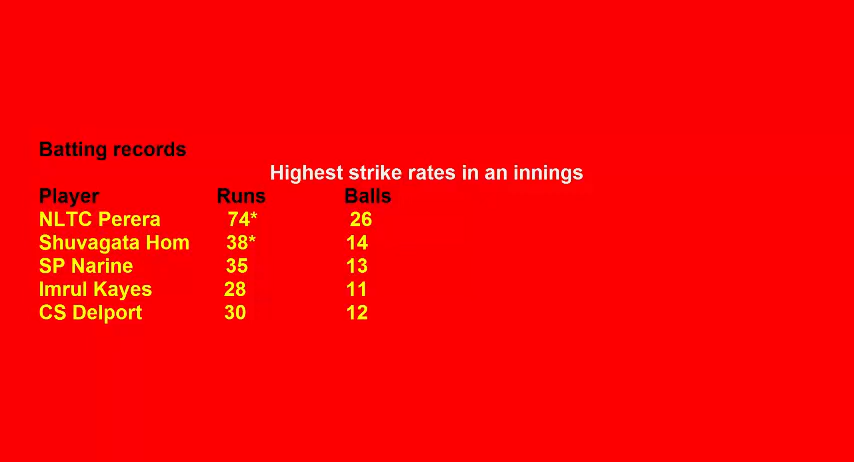 Batting records
Highest strike rates in an innings
Player Runs Balls
NLTC Perera 74* 26
Shuvagata Hom 38* 14
SP Narine 35 13
Imrul Kayes 28 11
CS Delport 30 12